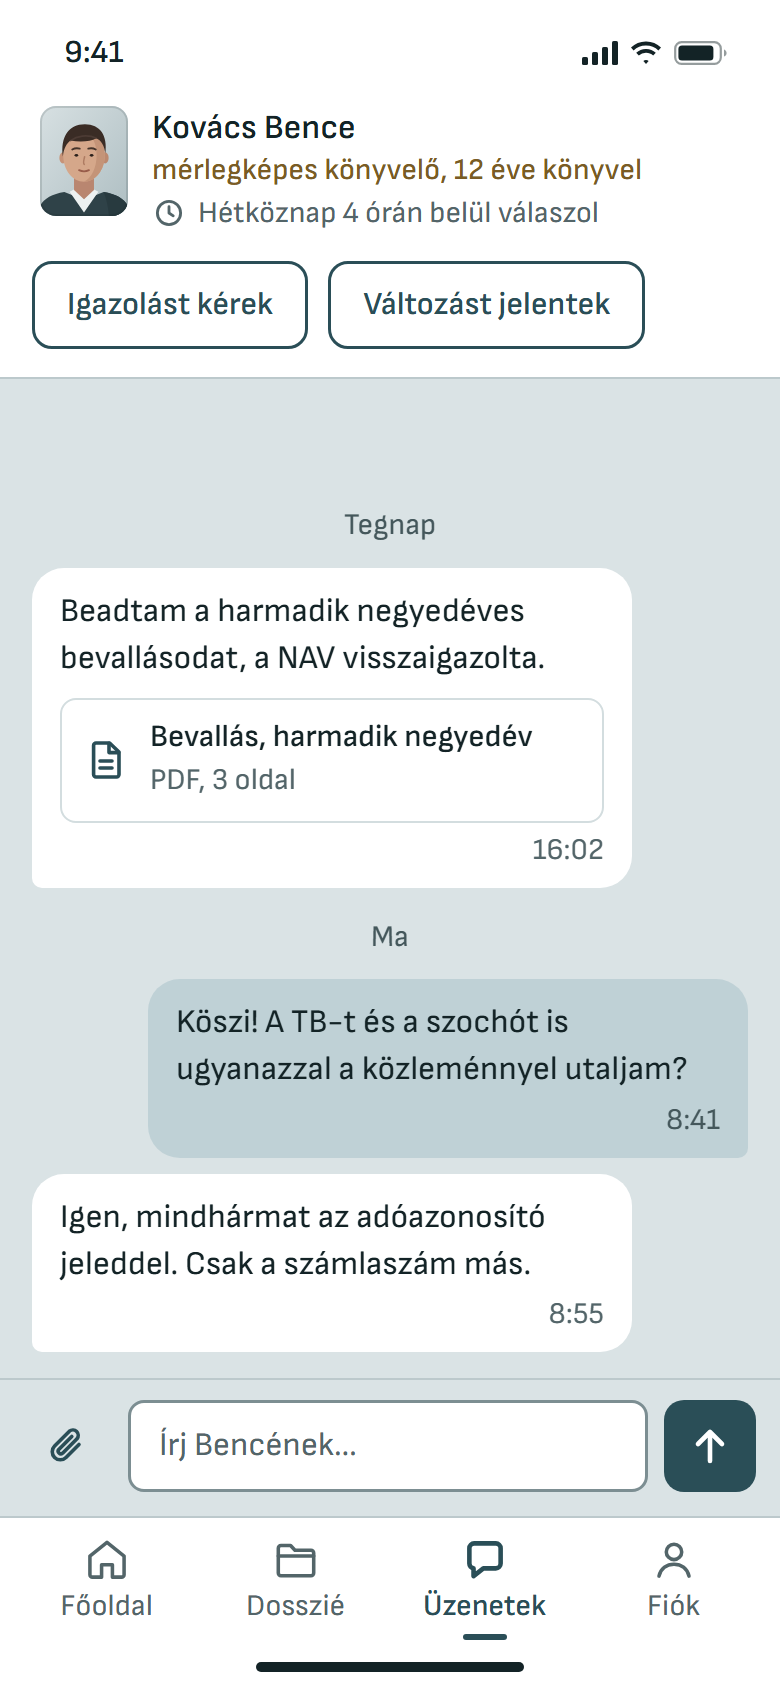 9:41
Kovács Bence
mérlegképes könyvelő, 12 éve könyvel
Hétköznap 4 órán belül válaszol
Igazolást kérek
Változást jelentek
Tegnap
Beadtam a harmadik negyedéves
bevallásodat, a NAV visszaigazolta.
Bevallás, harmadik negyedév
PDF, 3 oldal
16:02
Ma
Köszi! A TB-t és a szochót is
ugyanazzal a közleménnyel utaljam?
8:41
Igen, mindhármat az adóazonosító
jeleddel. Csak a számlaszám más.
8:55
Írj Bencének...
Főoldal
Dosszié
Üzenetek
Fiók